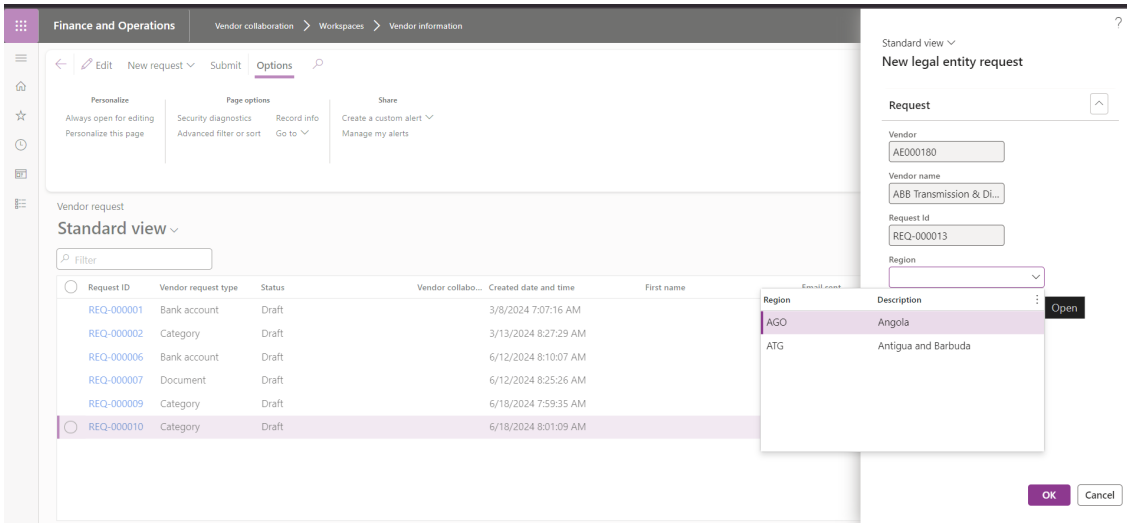 Finance and Operations
Vendor collaboration > Workspaces > Vendor information
Edit New request Submit Options
Personalize
Always open for editing
Personalize this page
Page options
Security diagnostics Record info
Advanced filter or sort Go to
Share
Create a custom alert
Manage my alerts
Vendor request
Standard view
Filter
Request ID Vendor request type Status Vendor collabo... Created date and time First name Email sent
REQ-000001 Bank account Draft 3/8/2024 7:07:16 AM
REQ-000002 Category Draft 3/13/2024 8:27:29 AM
REQ-000006 Bank account Draft 6/12/2024 8:10:07 AM
REQ-000007 Document Draft 6/12/2024 8:25:26 AM
REQ-000009 Category Draft 6/18/2024 7:59:35 AM
REQ-000010 Category Draft 6/18/2024 8:01:09 AM
?
Standard view
New legal entity request
Request
Vendor
AE000180
Vendor name
ABB Transmission & Di...
Request Id
REQ-000013
Region
Region Description
Open
AGO Angola
ATG Antigua and Barbuda
OK Cancel